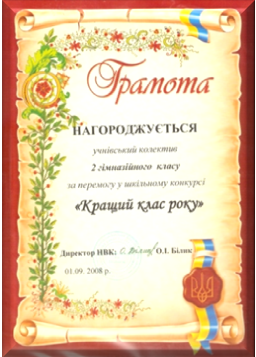 Грамота
НАГОРОДЖУЄТЬСЯ
учнівський колектив
2 гімназійного класу
за перемогу у шкільному конкурсі
«Кращий клас року»
Директор НВК: О.І. Біляк
01.09. 2008 р.